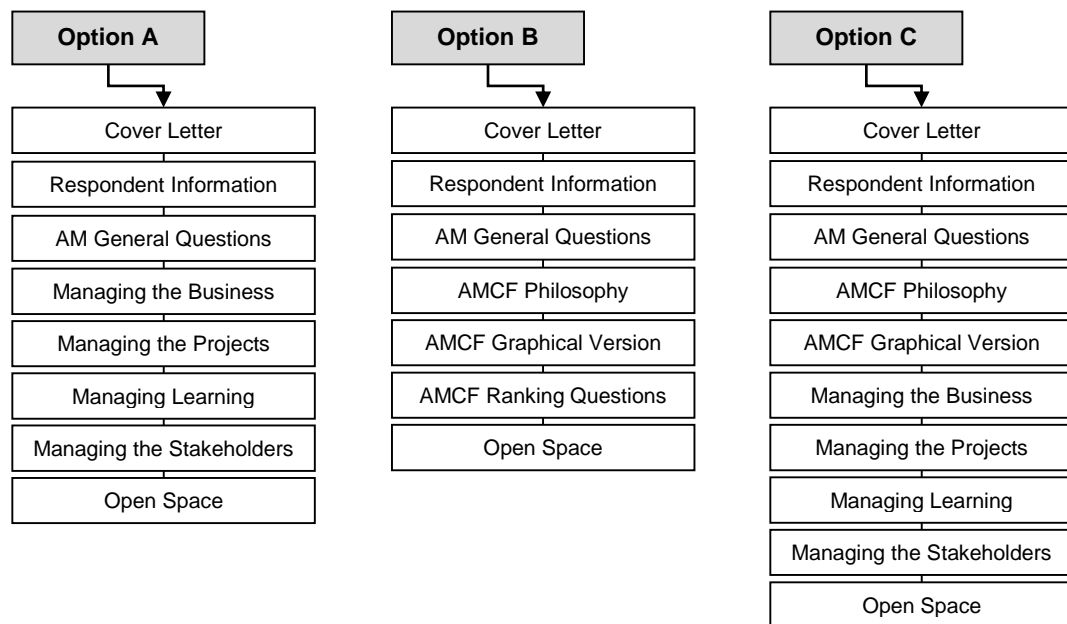 Option A
Cover Letter
Respondent Information
AM General Questions
Managing the Business
Managing the Projects
Managing Learning
Managing the Stakeholders
Open Space
Option B
Cover Letter
Respondent Information
AM General Questions
AMCF Philosophy
AMCF Graphical Version
AMCF Ranking Questions
Open Space
Option C
Cover Letter
Respondent Information
AM General Questions
AMCF Philosophy
AMCF Graphical Version
Managing the Business
Managing the Projects
Managing Learning
Managing the Stakeholders
Open Space